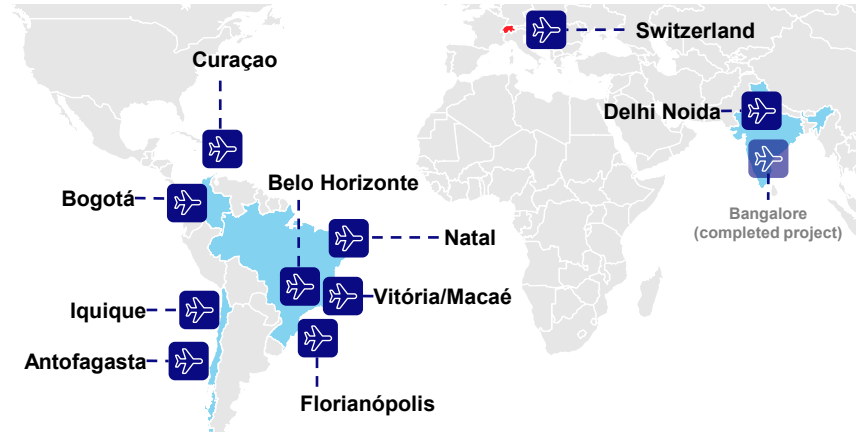 Switzerland
Curaçao
Delhi Noida
Belo Horizonte
Bogotá
Bangalore
(completed project)
Natal
Vitória/Macaé
Iquique
Antofagasta
Florianópolis